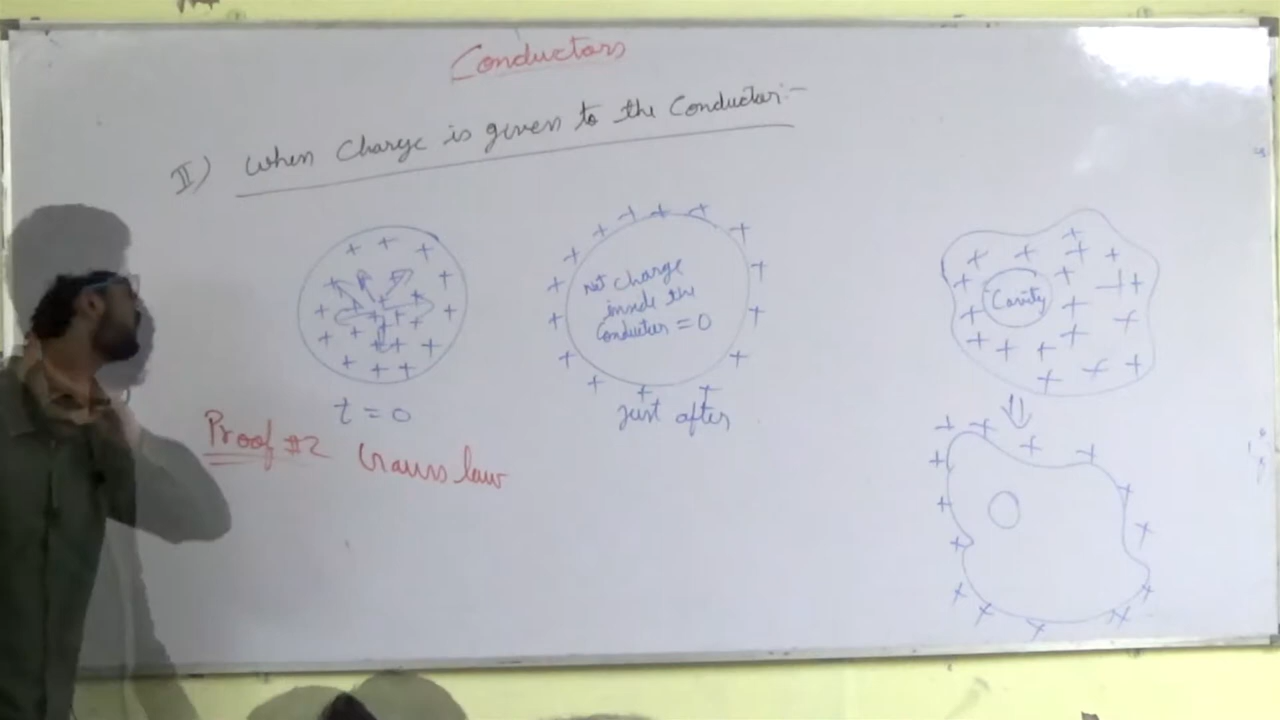 Conductors
II) When Charge is given to the Conductor:-
+ + + + + + + + + + + + + + + + + +
Net charge
inside the
Conductor = 0
Cavity
t = 0
Just after
Proof #2 Gauss law